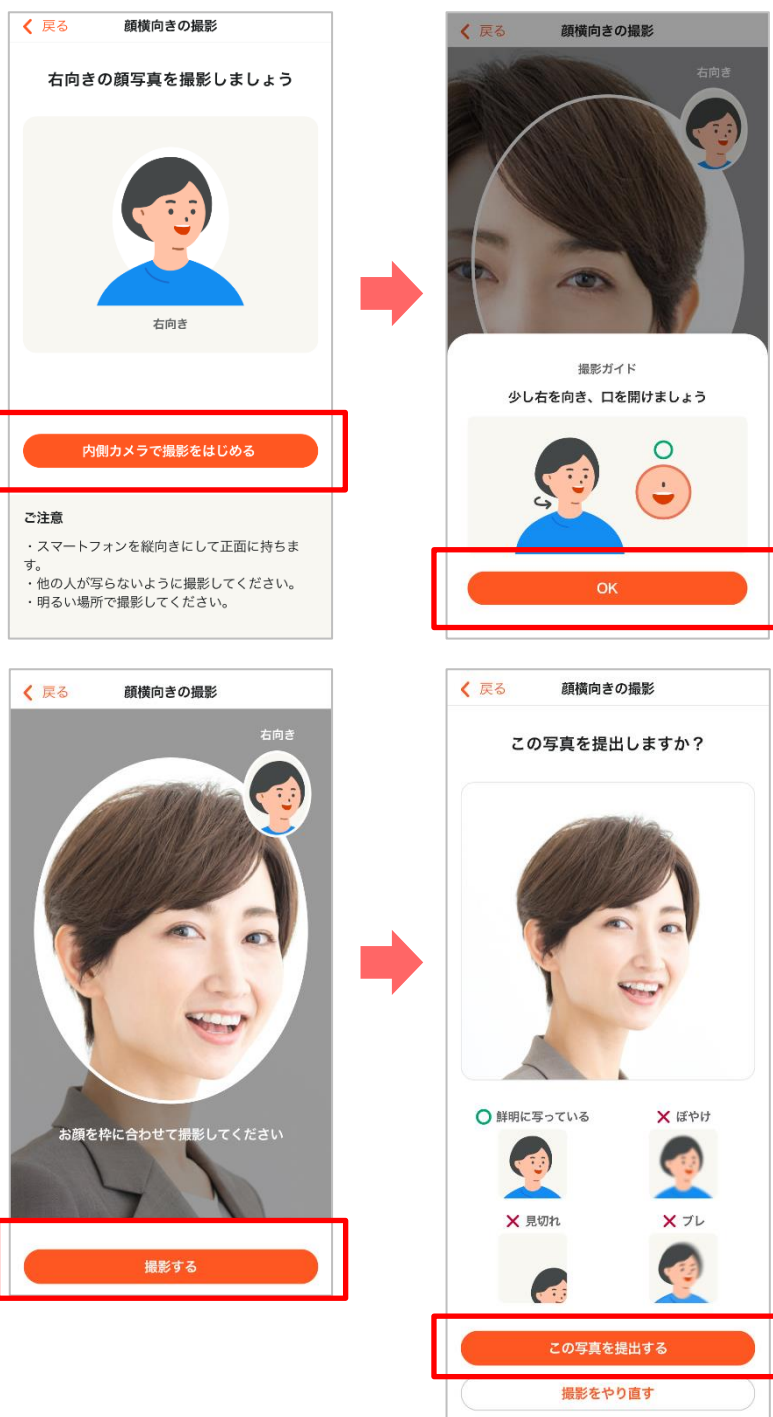 戻る
顔横向きの撮影
右向きの顔写真を撮影しましょう
右向き
内側カメラで撮影をはじめる
ご注意
・スマートフォンを縦向きにして正面に持ちま
す。
・他の人が写らないように撮影してください。
・明るい場所で撮影してください。
戻る
顔横向きの撮影
右向き
撮影ガイド
少し右を向き、口を開けましょう
OK
戻る
顔横向きの撮影
右向き
お顔を枠に合わせて撮影してください
撮影する
戻る
顔横向きの撮影
この写真を提出しますか？
鮮明に写っている
ぼやけ
見切れ
ブレ
この写真を提出する
撮影をやり直す